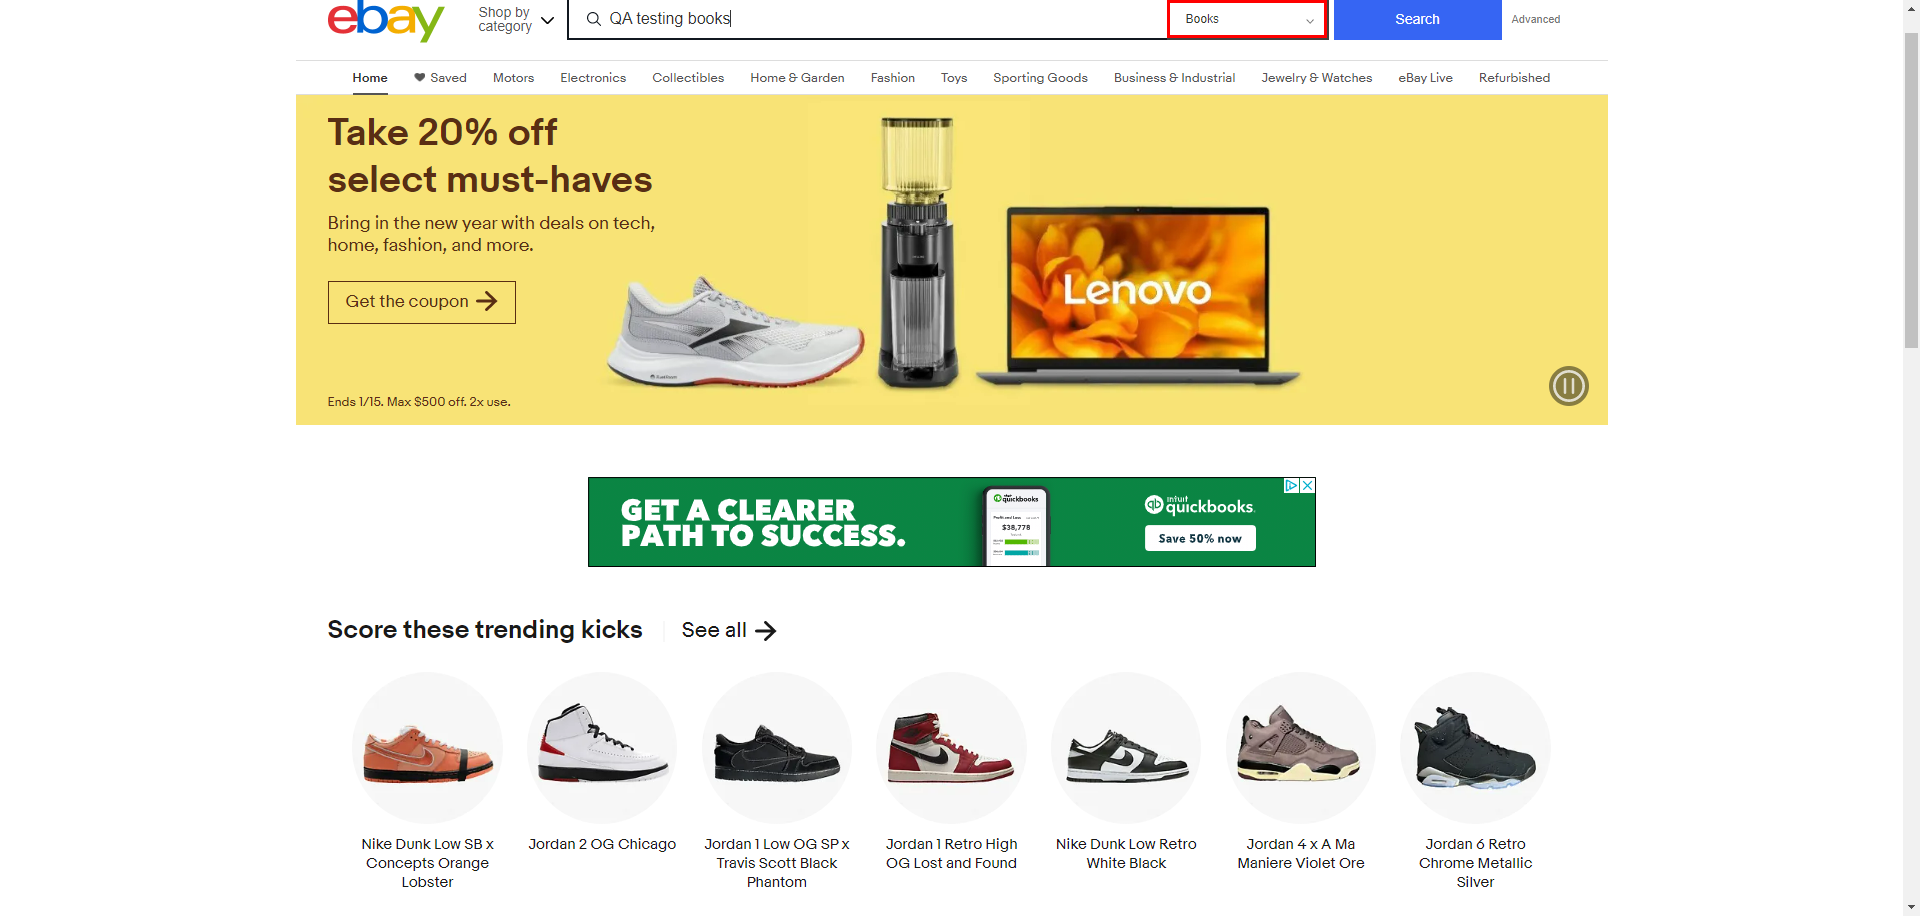 ebay
Shop by
category
QA testing books
Books
Search
Advanced
Home
Saved
Motors
Electronics
Collectibles
Home & Garden
Fashion
Toys
Sporting Goods
Business & Industrial
Jewelry & Watches
eBay Live
Refurbished
Take 20% off
select must-haves
Bring in the new year with deals on tech,
home, fashion, and more.
Get the coupon
Lenovo
Ends 1/15. Max $500 off. 2x use.
GET A CLEARER
PATH TO SUCCESS.
quickbooks
Profit and Loss
$38,778
intuit
quickbooks.
Save 50% now
Score these trending kicks
See all
Nike Dunk Low SB x
Concepts Orange
Lobster
Jordan 2 OG Chicago
Jordan 1 Low OG SP x
Travis Scott Black
Phantom
Jordan 1 Retro High
OG Lost and Found
Nike Dunk Low Retro
White Black
Jordan 4 x A Ma
Maniere Violet Ore
Jordan 6 Retro
Chrome Metallic
Silver